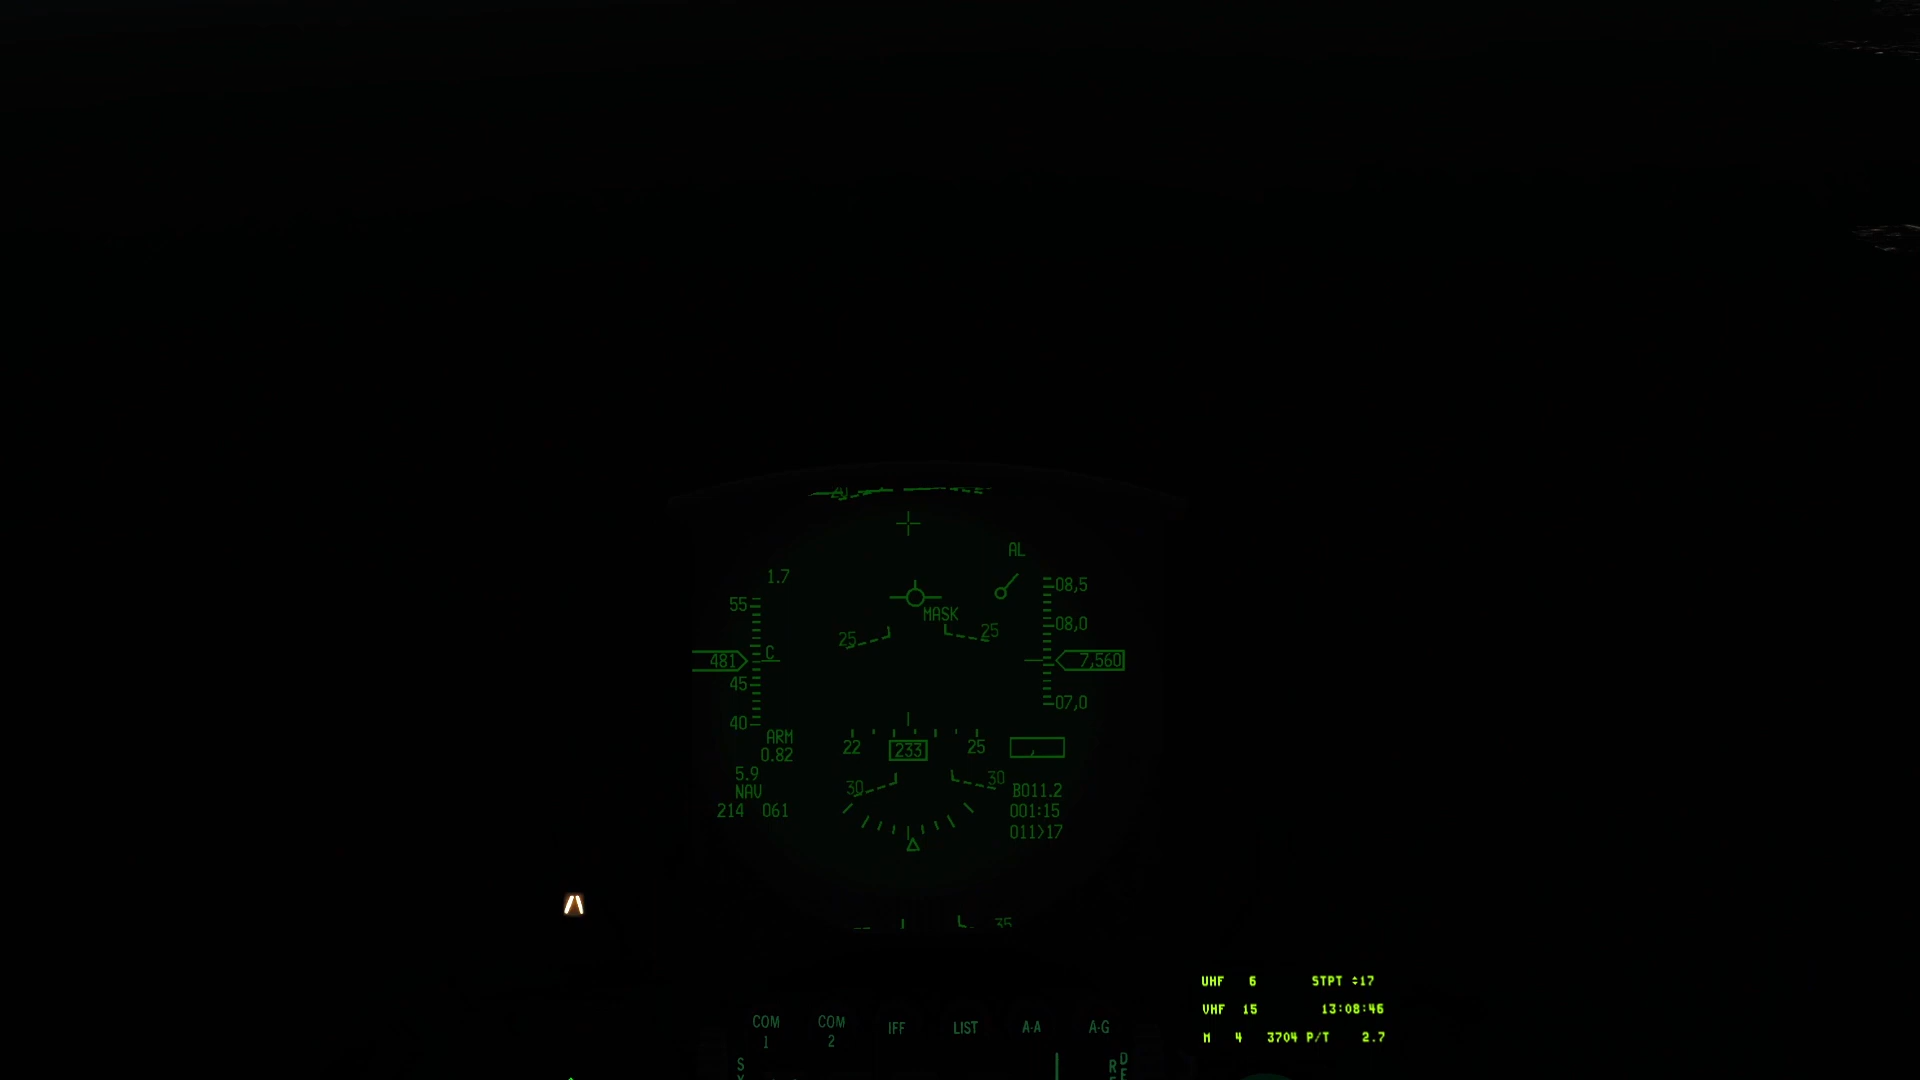 AL
1.7
55
08,5
08,0
MASK
25 25
481 C 7,560
45
40 07,0
ARM
0.82
22 233 25
5.9
NAV
30 30
B011.2
214 061 001:15
011>17
35
UHF 6 STPT 17
VHF 15 13:08:46
M 4 3704 P/T 2.7
COM 1
COM 2
IFF
LIST
A-A
A-G